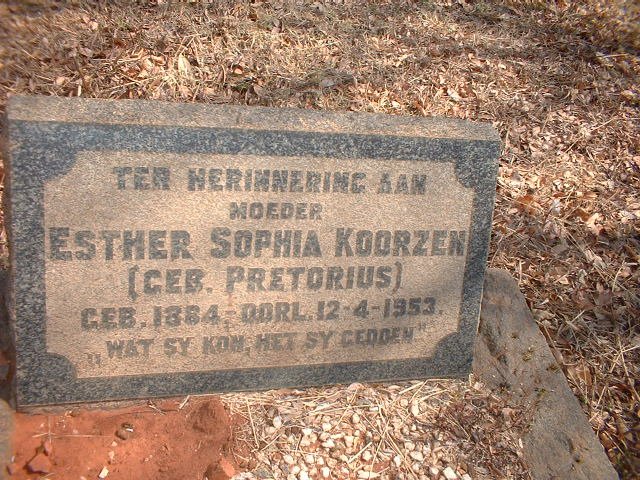 TER HERINNERING AAN
MOEDER
ESTHER SOPHIA KOORZEN
(GEB. PRETORIUS)
GEB. 1884,- OORL. 12-4-1953.
„WAT SY KON, HET SY GEDOEN"